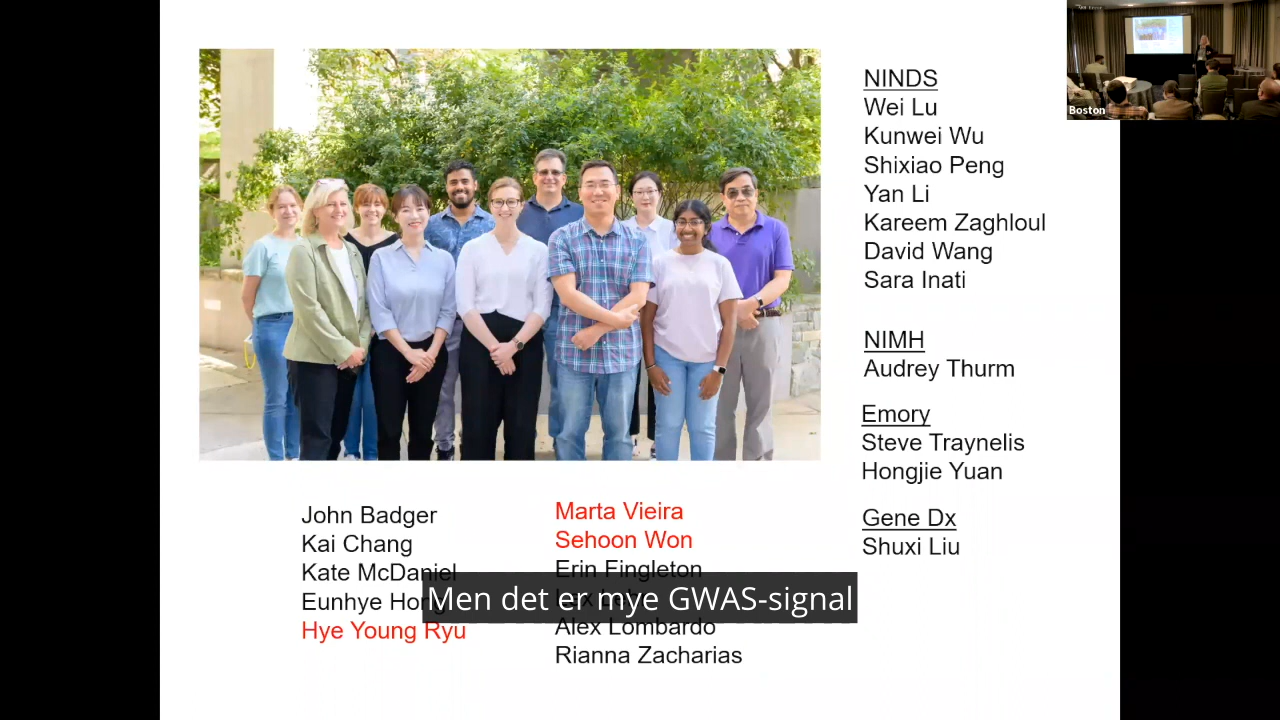 NINDS
Wei Lu
Kunwei Wu
Shixiao Peng
Yan Li
Kareem Zaghloul
David Wang
Sara Inati
NIMH
Audrey Thurm
Emory
Steve Traynelis
Hongjie Yuan
Gene Dx
Shuxi Liu
John Badger
Kai Chang
Kate McDaniel
Eunhye Hong
Hye Young Ryu
Marta Vieira
Sehoon Won
Erin Fingleton
Alex Lombardo
Rianna Zacharias
Men det er mye GWAS-signal
Boston